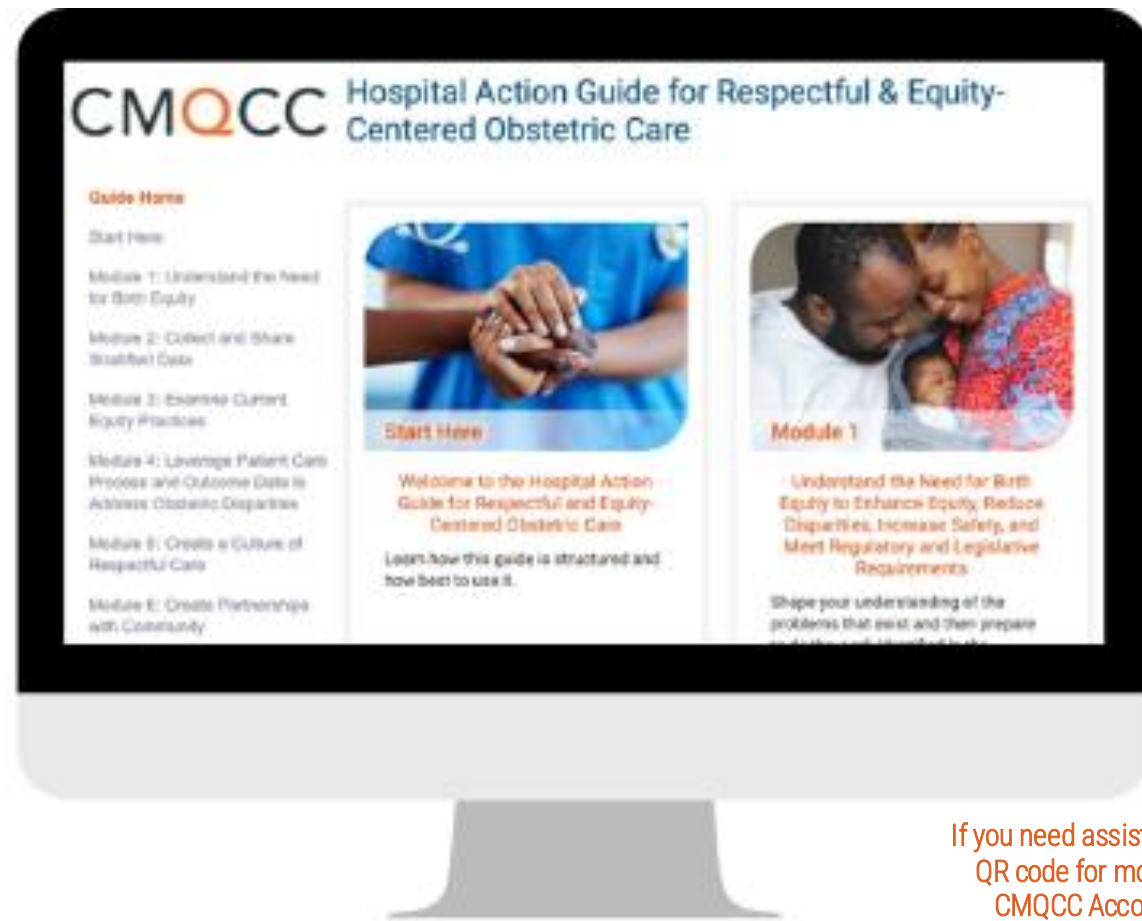 CMQCC
Hospital Action Guide for Respectful & Equity-
Centered Obstetric Care
Guide Home
Start Here
Module 1: Understand the Need
for Birth Equity
Module 2: Collect and Share
Stratified Data
Module 3: Examine Current
Equity Practices
Module 4: Leverage Patient Care
Process and Outcome Data to
Address Obstetric Disparities
Module 5: Create a Culture of
Respectful Care
Module 6: Create Partnerships
with Community
Start Here
Welcome to the Hospital Action
Guide for Respectful and Equity-
Centered Obstetric Care
Learn how this guide is structured and
how best to use it.
Module 1
Understand the Need for Birth
Equity to Enhance Equity, Reduce
Disparities, Increase Safety, and
Meet Regulatory and Legislative
Requirements
Shape your understanding of the
problems that exist and then prepare
If you need assis
QR code for mo
CMQCC Acco